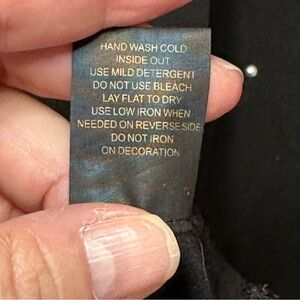 HAND WASH COLD
INSIDE OUT
USE MILD DETERGENT
DO NOT USE BLEACH
LAY FLAT TO DRY
USE LOW IRON WHEN
NEEDED ON REVERSE SIDE
DO NOT IRON
ON DECORATION